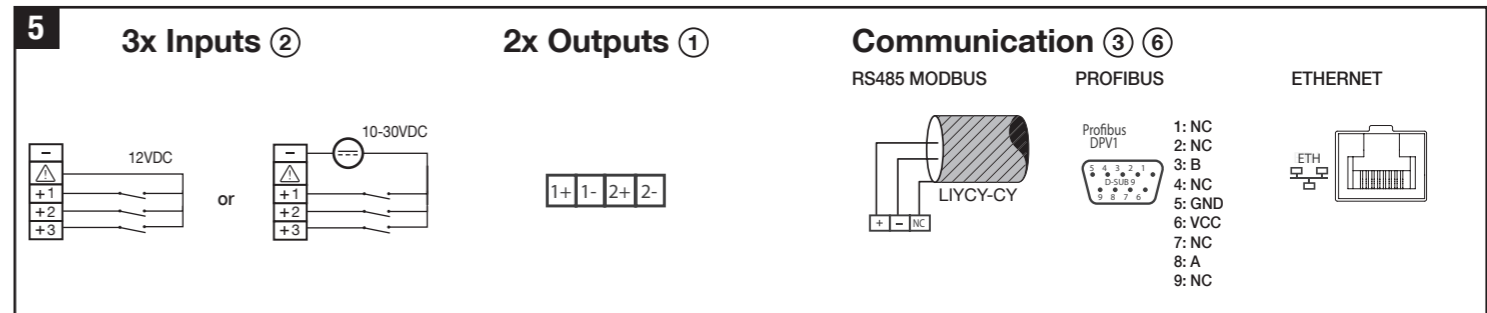 5
3x Inputs ②
2x Outputs ①
Communication ③ ⑥
RS485 MODBUS
PROFIBUS
ETHERNET
-
⚠
+1
+2
+3
12VDC
or
-
⚠
+1
+2
+3
10-30VDC
1+ 1- 2+ 2-
+ - NC
LIYCY-CY
Profibus
DPV1
5 4 3 2 1
D-SUB 9
9 8 7 6
1: NC
2: NC
3: B
4: NC
5: GND
6: VCC
7: NC
8: A
9: NC
ETH